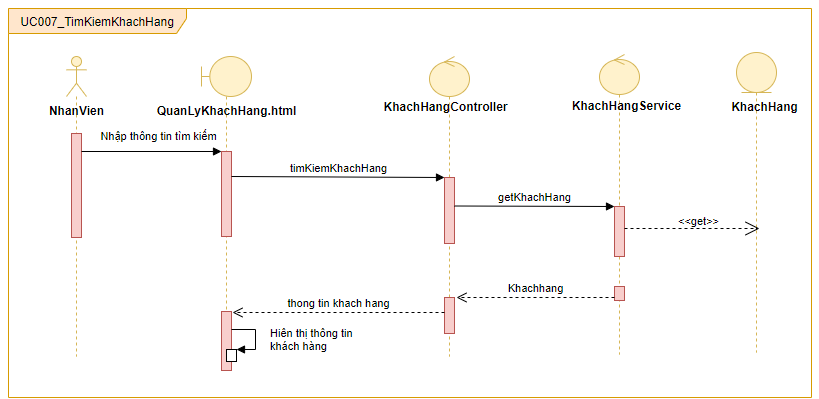 UC007_TimKiemKhachHang
NhanVien
QuanLyKhachHang.html
KhachHangController
KhachHangService
KhachHang
Nhập thông tin tìm kiếm
timKiemKhachHang
getKhachHang
<<get>>
Khachhang
thong tin khach hang
Hiển thị thông tin
khách hàng